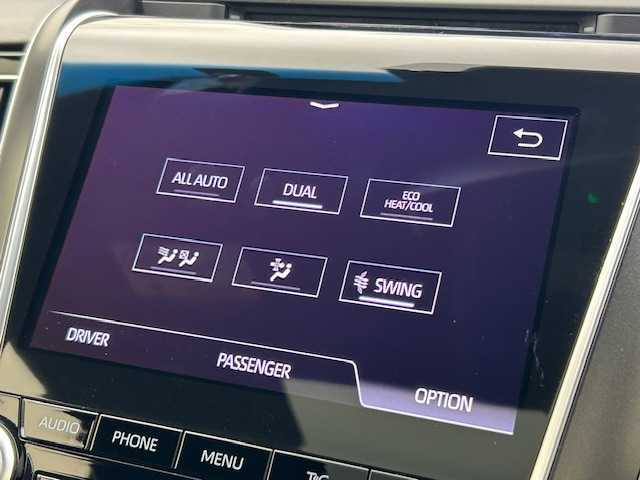 ALL AUTO
DUAL
ECO
HEAT/COOL
SWING
DRIVER
PASSENGER
OPTION
AUDIO
PHONE
MENU